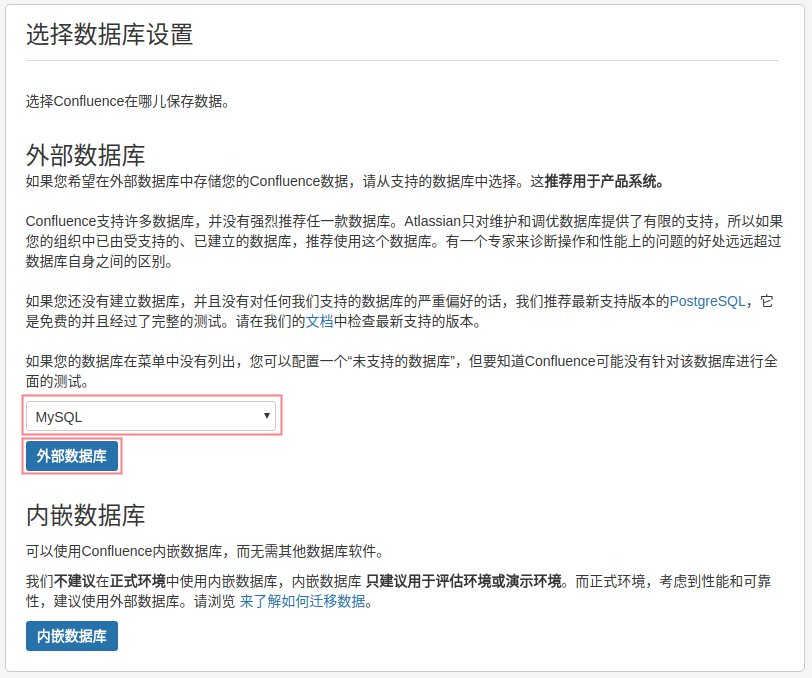 选择数据库设置
选择Confluence在哪儿保存数据。
外部数据库
如果您希望在外部数据库中存储您的Confluence数据，请从支持的数据库中选择。这推荐用于产品系统。
Confluence支持许多数据库，并没有强烈推荐任一款数据库。Atlassian只对维护和调优数据库提供了有限的支持，所以如果
您的组织中已由受支持的、已建立的数据库，推荐使用这个数据库。有一个专家来诊断操作和性能上的问题的好处远远超过
数据库自身之间的区别。
如果您还没有建立数据库，并且没有对任何我们支持的数据库的严重偏好的话，我们推荐最新支持版本的PostgreSQL，它
是免费的并且经过了完整的测试。请在我们的文档中检查最新支持的版本。
如果您的数据库在菜单中没有列出，您可以配置一个“未支持的数据库”，但要知道Confluence可能没有针对该数据库进行全
面的测试。
MySQL
外部数据库
内嵌数据库
可以使用Confluence内嵌数据库，而无需其他数据库软件。
我们不建议在正式环境中使用内嵌数据库，内嵌数据库 只建议用于评估环境或演示环境。而正式环境，考虑到性能和可靠
性，建议使用外部数据库。请浏览 来了解如何迁移数据。
内嵌数据库